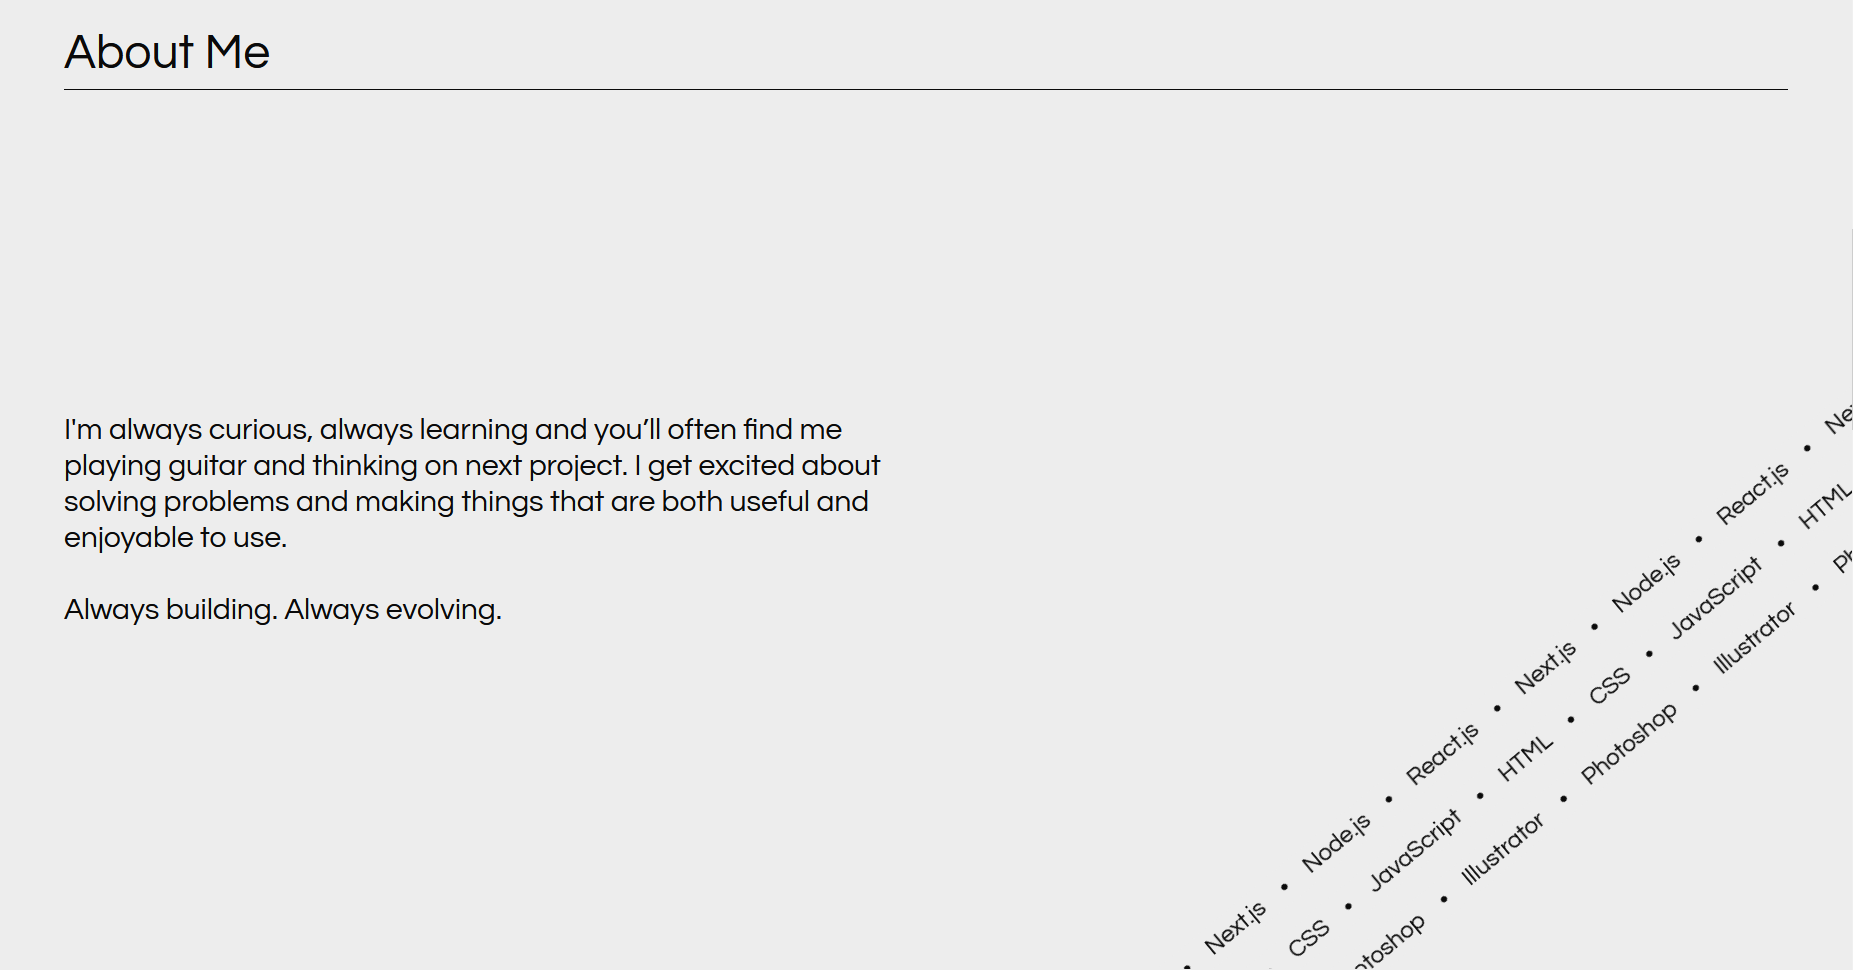 About Me
I'm always curious, always learning and you’ll often find me
playing guitar and thinking on next project. I get excited about
solving problems and making things that are both useful and
enjoyable to use.
Always building. Always evolving.
• Next.js • Node.js • React.js • Next.js • Node.js • React.js •
CSS • JavaScript • HTML • CSS • JavaScript • HTML
• Illustrator • Photoshop • Illustrator •